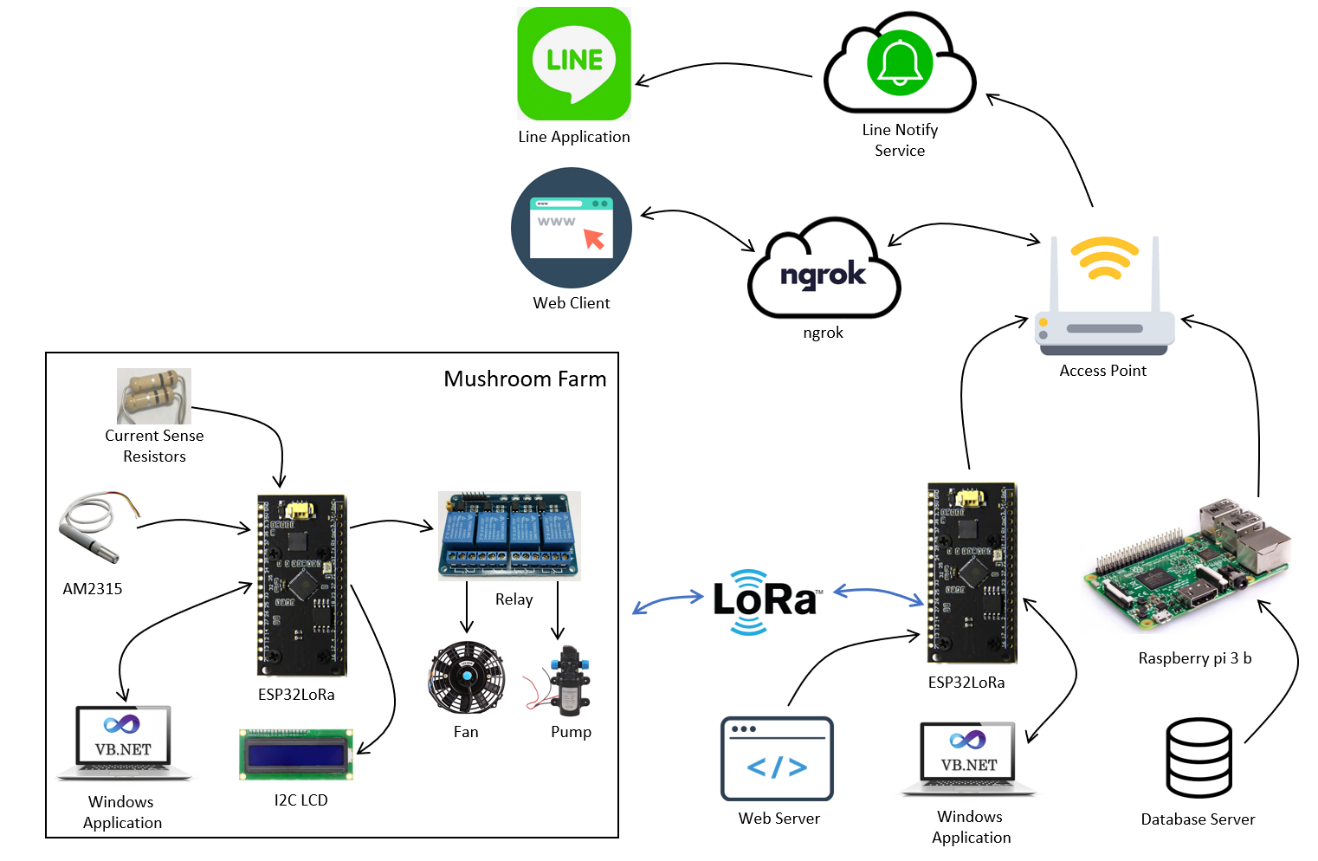 LINE
Line Application
Line Notify
Service
www
www
Web Client
ngrok
ngrok
Access Point
Mushroom Farm
Current Sense
Resistors
AM2315
ESP32LoRa
Relay
Fan
Pump
VB.NET
Windows
Application
I2C LCD
LoRa™
ESP32LoRa
Raspberry pi 3 b
</>
Web Server
VB.NET
Windows
Application
Database Server